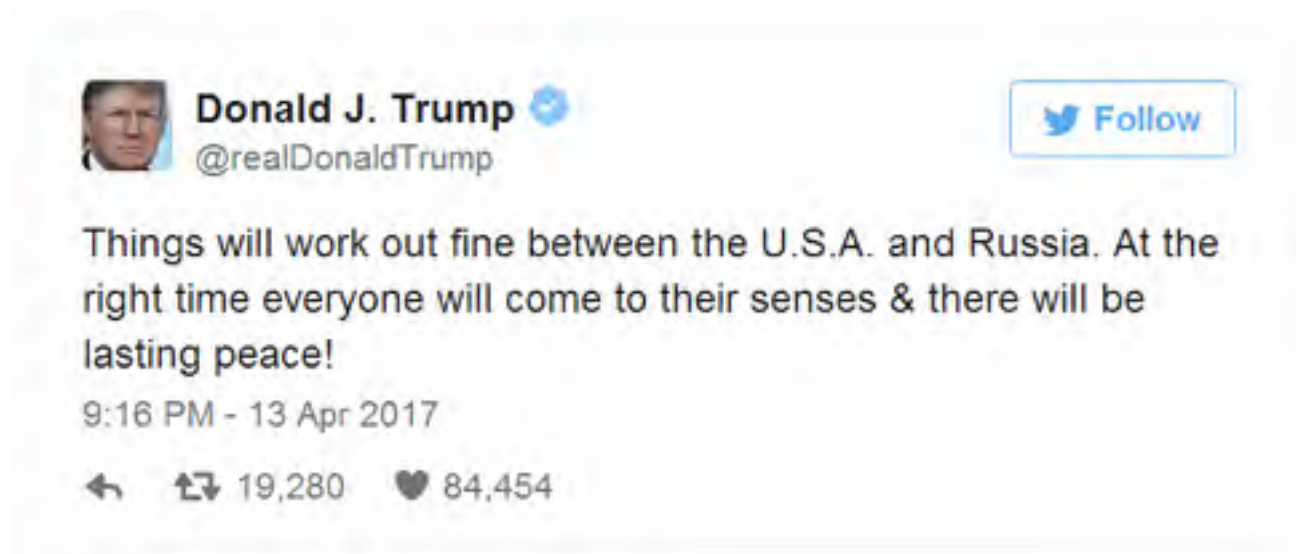 Donald J. Trump
Follow
@realDonaldTrump
Things will work out fine between the U.S.A. and Russia. At the
right time everyone will come to their senses & there will be
lasting peace!
9:16 PM - 13 Apr 2017
19,280 84,454